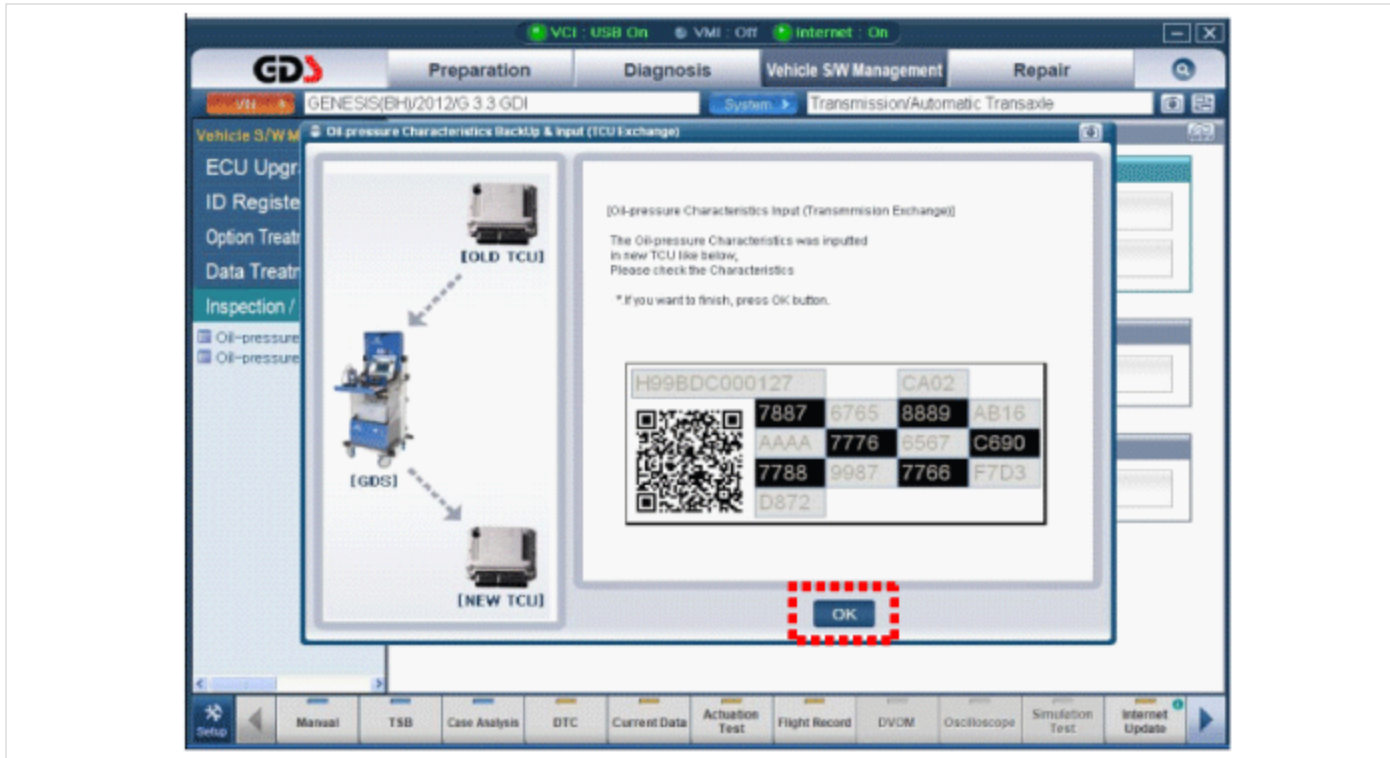 VCI : USB On VMI : Off Internet : On
GDS Preparation Diagnosis Vehicle S/W Management Repair
VIN GENESIS(BH)/2012/G 3.3 GDI System Transmission/Automatic Transaxle
Vehicle S/W M
Oil-pressure Characteristics BackUp & Input (TCU Exchange)
ECU Upgr
ID Registe
Option Treatr
Data Treatr
Inspection /
Oil-pressure
Oil-pressure
[OLD TCU]
[GDS]
[NEW TCU]
[Oil-pressure Characteristics Input (Transmmision Exchange)]
The Oil-pressure Characteristics was inputted
in new TCU like below,
Please check the Characteristics
*.If you want to finish, press OK button.
H99BDC000127 CA02
7887 6765 8889 AB16
AAAA 7776 6567 C690
7788 9987 7766 F7D3
D872
OK
Setup Manual TSB Case Analysis DTC Current Data Actuation Test Flight Record DVOM Oscilloscope Simulation Test Internet Update